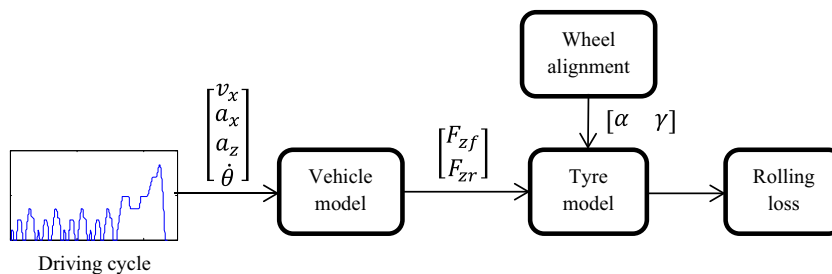 Wheel
alignment
[α γ]
v_x
a_x
a_z
θ̇
F_zf
F_zr
Vehicle
model
Tyre
model
Rolling
loss
Driving cycle